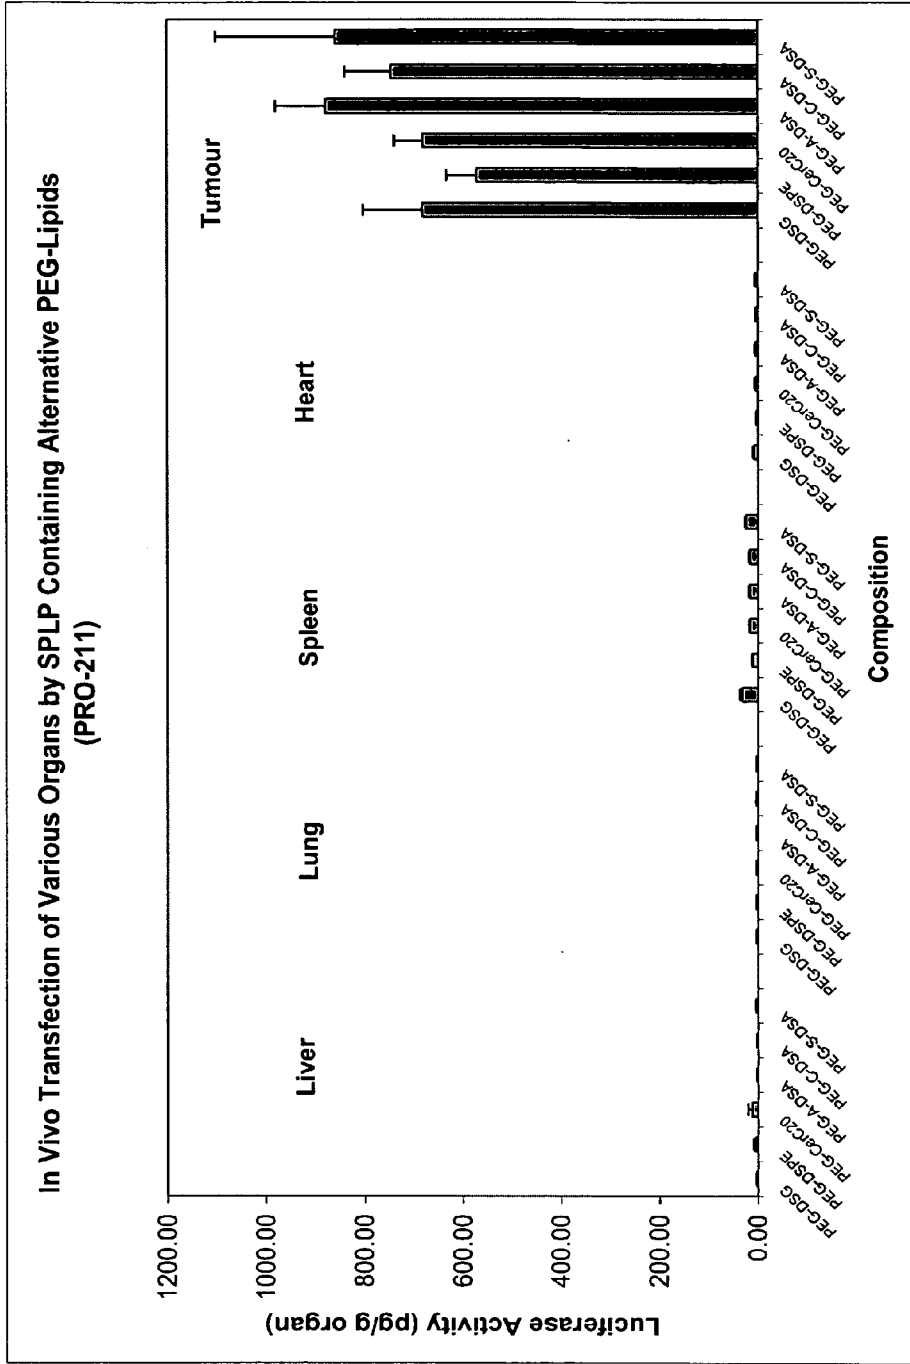 In Vivo Transfection of Various Organs by SPLP Containing Alternative PEG-Lipids
(PRO-211)
Luciferase Activity (pg/g organ)
1200.00
1000.00
800.00
600.00
400.00
200.00
0.00
Liver
Lung
Spleen
Heart
Tumour
PEG-DSG
PEG-DSPE
PEG-CerC20
PEG-A-DSA
PEG-C-DSA
PEG-S-DSA
PEG-DSG
PEG-DSPE
PEG-CerC20
PEG-A-DSA
PEG-C-DSA
PEG-S-DSA
PEG-DSG
PEG-DSPE
PEG-CerC20
PEG-A-DSA
PEG-C-DSA
PEG-S-DSA
PEG-DSG
PEG-DSPE
PEG-CerC20
PEG-A-DSA
PEG-C-DSA
PEG-S-DSA
PEG-DSG
PEG-DSPE
PEG-CerC20
PEG-A-DSA
PEG-C-DSA
PEG-S-DSA
Composition